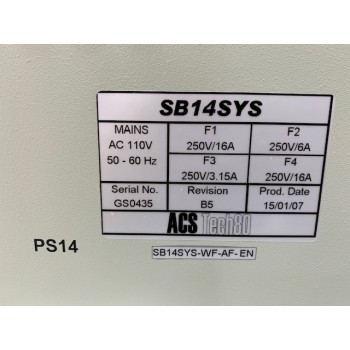 SB14SYS
MAINS
AC 110V
50 - 60 Hz
F1
250V/16A
F2
250V/6A
F3
250V/3.15A
F4
250V/16A
Serial No.
GS0435
Revision
B5
Prod. Date
15/01/07
ACS Tech80
PS14
SB14SYS-WF-AF-EN